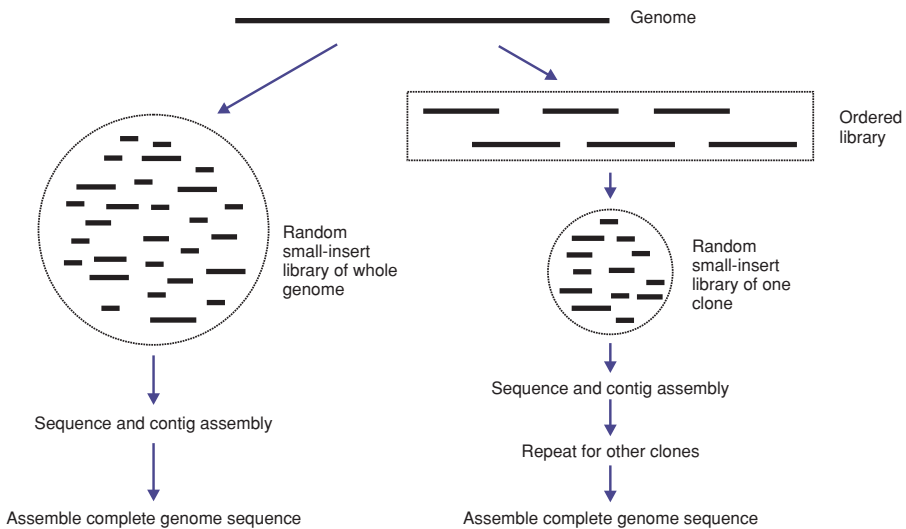 Genome
Ordered
library
Random
small-insert
library of whole
genome
Random
small-insert
library of one
clone
Sequence and contig assembly
Assemble complete genome sequence
Sequence and contig assembly
Repeat for other clones
Assemble complete genome sequence